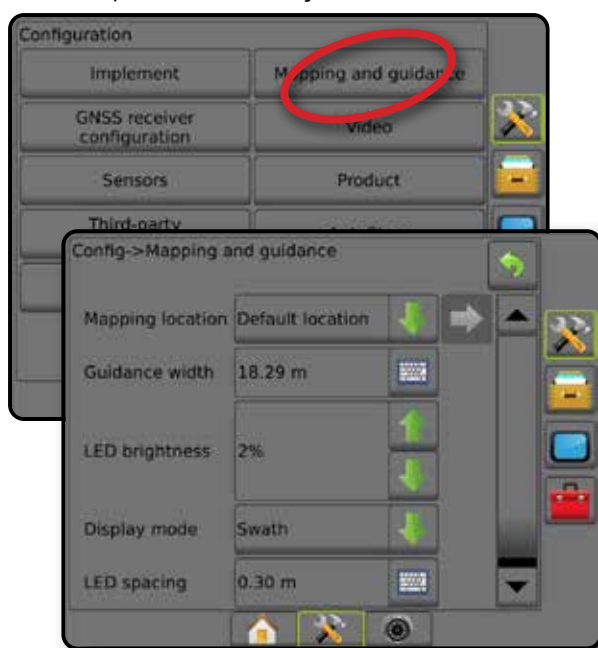 Configuration
Implement
Mapping and guidance
GNSS receiver
configuration
Video
Sensors
Product
Third-party
Config->Mapping and guidance
Mapping location
Default location
Guidance width
18.29 m
LED brightness
2%
Display mode
Swath
LED spacing
0.30 m